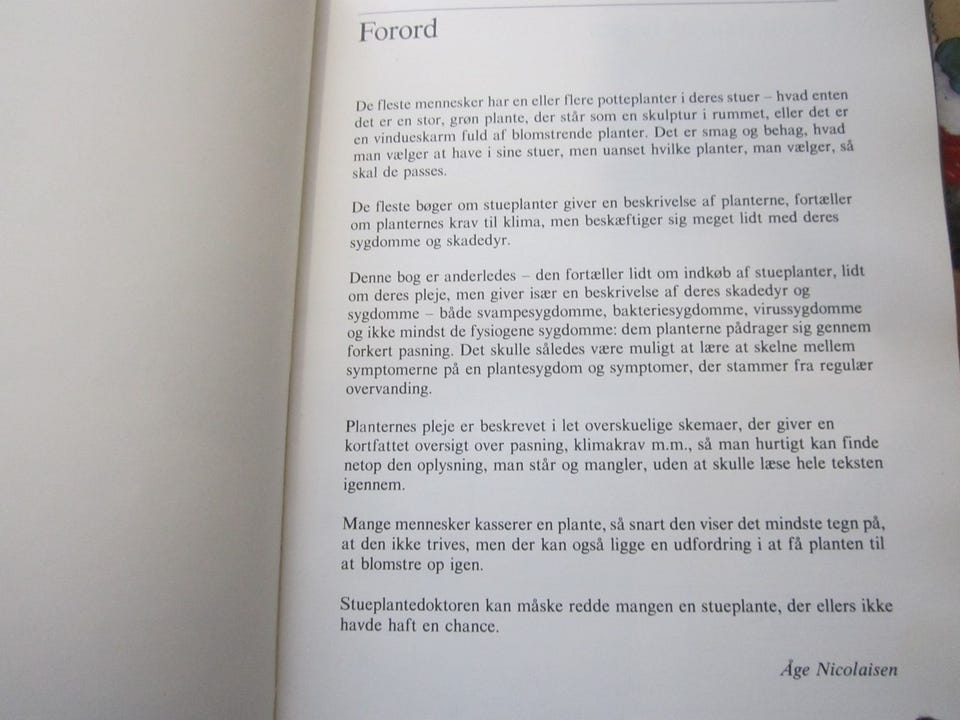 Forord
De fleste mennesker har en eller flere potteplanter i deres stuer – hvad enten
det er en stor, grøn plante, der står som en skulptur i rummet, eller det er
en vindueskarm fuld af blomstrende planter. Det er smag og behag, hvad
man vælger at have i sine stuer, men uanset hvilke planter, man vælger, så
skal de passes.
De fleste bøger om stueplanter giver en beskrivelse af planterne, fortæller
om planternes krav til klima, men beskæftiger sig meget lidt med deres
sygdomme og skadedyr.
Denne bog er anderledes – den fortæller lidt om indkøb af stueplanter, lidt
om deres pleje, men giver især en beskrivelse af deres skadedyr og
sygdomme – både svampesygdomme, bakteriesygdomme, virussygdomme
og ikke mindst de fysiogene sygdomme: dem planterne pådrager sig gennem
forkert pasning. Det skulle således være muligt at lære at skelne mellem
symptomerne på en plantesygdom og symptomer, der stammer fra regulær
overvanding.
Planternes pleje er beskrevet i let overskuelige skemaer, der giver en
kortfattet oversigt over pasning, klimakrav m.m., så man hurtigt kan finde
netop den oplysning, man står og mangler, uden at skulle læse hele teksten
igennem.
Mange mennesker kasserer en plante, så snart den viser det mindste tegn på,
at den ikke trives, men der kan også ligge en udfordring i at få planten til
at blomstre op igen.
Stueplantedoktoren kan måske redde mangen en stueplante, der ellers ikke
havde haft en chance.
Åge Nicolaisen